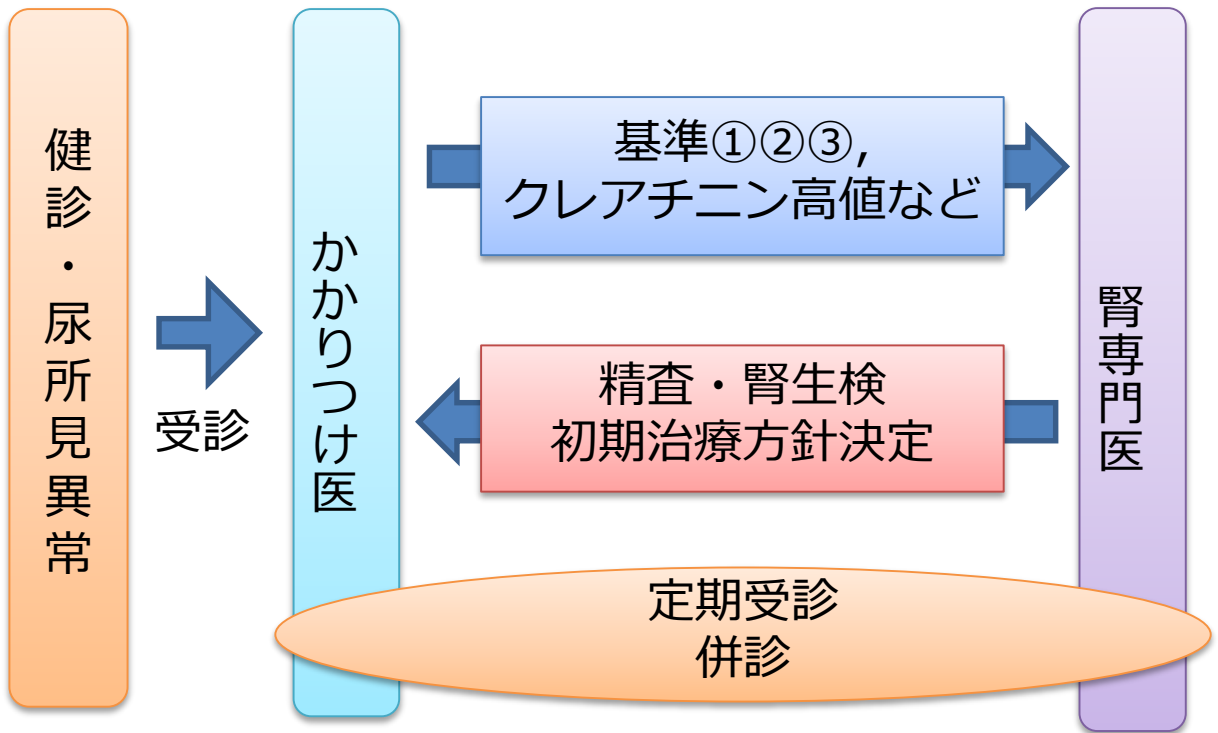 健診・尿所見異常
受診
かかりつけ医
基準①②③,
クレアチニン高値など
精査・腎生検
初期治療方針決定
腎専門医
定期受診
併診